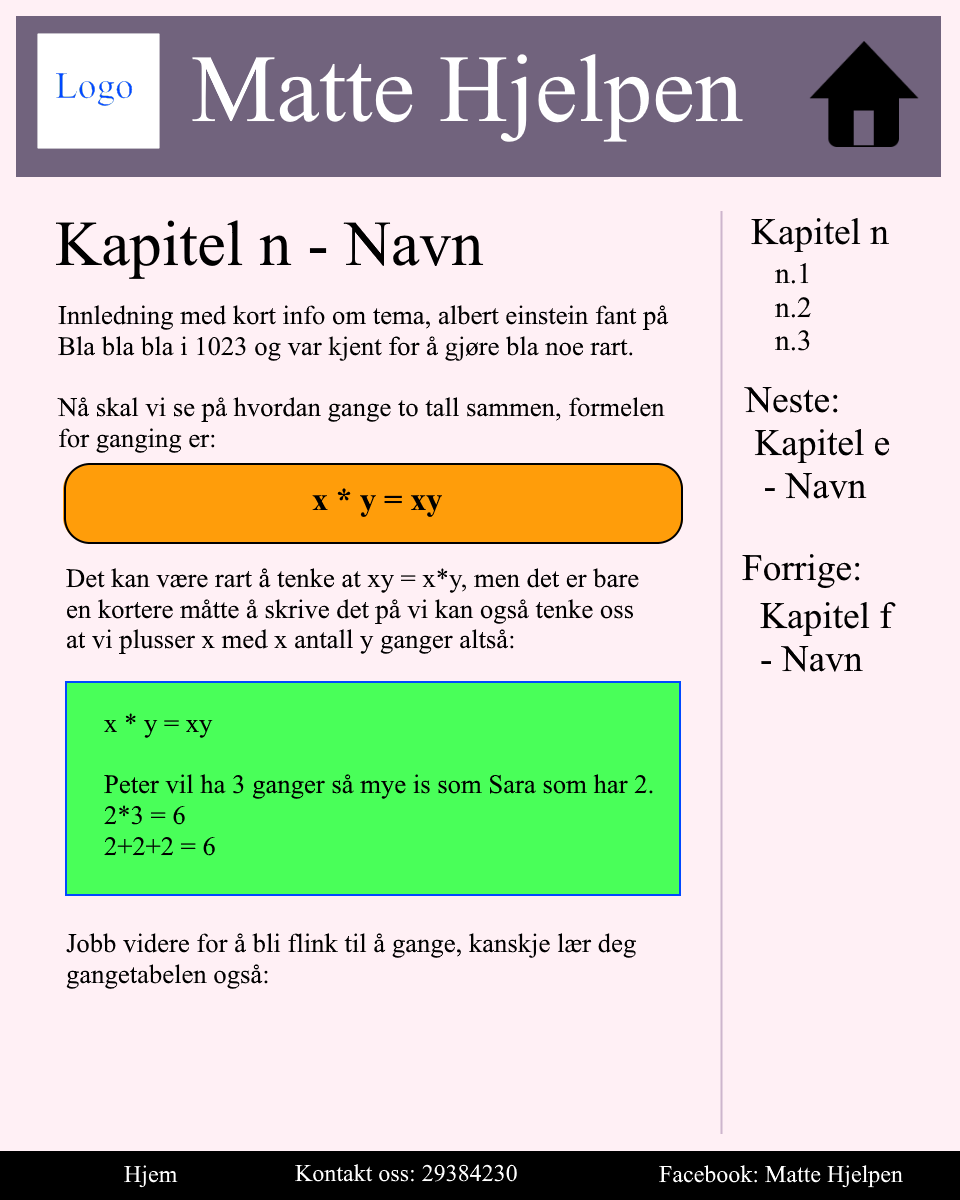 Logo
Matte Hjelpen
Kapitel n - Navn
Innledning med kort info om tema, albert einstein fant på
Bla bla bla i 1023 og var kjent for å gjøre bla noe rart.
Nå skal vi se på hvordan gange to tall sammen, formelen
for ganging er:
x * y = xy
Det kan være rart å tenke at xy = x*y, men det er bare
en kortere måtte å skrive det på vi kan også tenke oss
at vi plusser x med x antall y ganger altså:
x * y = xy
Peter vil ha 3 ganger så mye is som Sara som har 2.
2*3 = 6
2+2+2 = 6
Jobb videre for å bli flink til å gange, kanskje lær deg
gangetabelen også:
Kapitel n
n.1
n.2
n.3
Neste:
Kapitel e
- Navn
Forrige:
Kapitel f
- Navn
Hjem
Kontakt oss: 29384230
Facebook: Matte Hjelpen